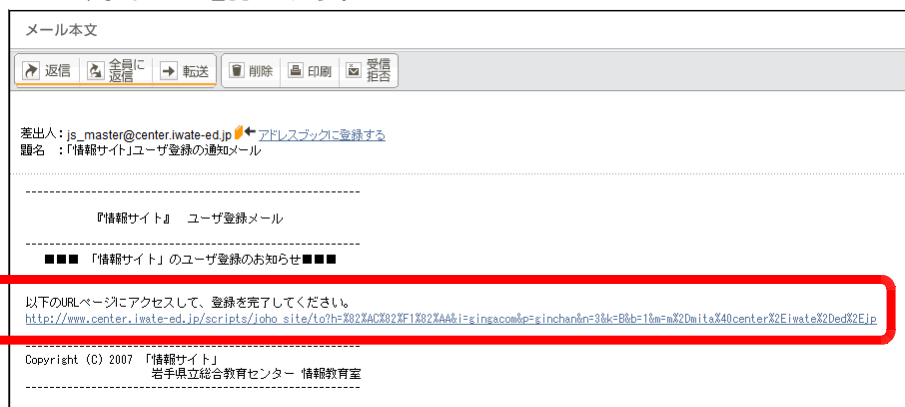 メール本文
返信 全員に返信 転送 削除 印刷 受信拒否
差出人：js_master@center.iwate-ed.jp アドレスブックに登録する
題名 ：「情報サイト」ユーザ登録の通知メール
--------------------------------------------------------
『情報サイト』 ユーザ登録メール
--------------------------------------------------------
■■■ 「情報サイト」のユーザ登録のお知らせ■■■
以下のURLページにアクセスして、登録を完了してください。
http://www.center.iwate-ed.jp/scripts/joho_site/to?h=%82%AC%82%F1%82%AA&i=gingacom&p=ginchan&n=3&k=B&b=1&m=m%2Dmita%40center%2Eiwate%2Ded%2Ejp
--------------------------------------------------------
Copyright (C) 2007 「情報サイト」
岩手県立総合教育センター 情報教育室
--------------------------------------------------------